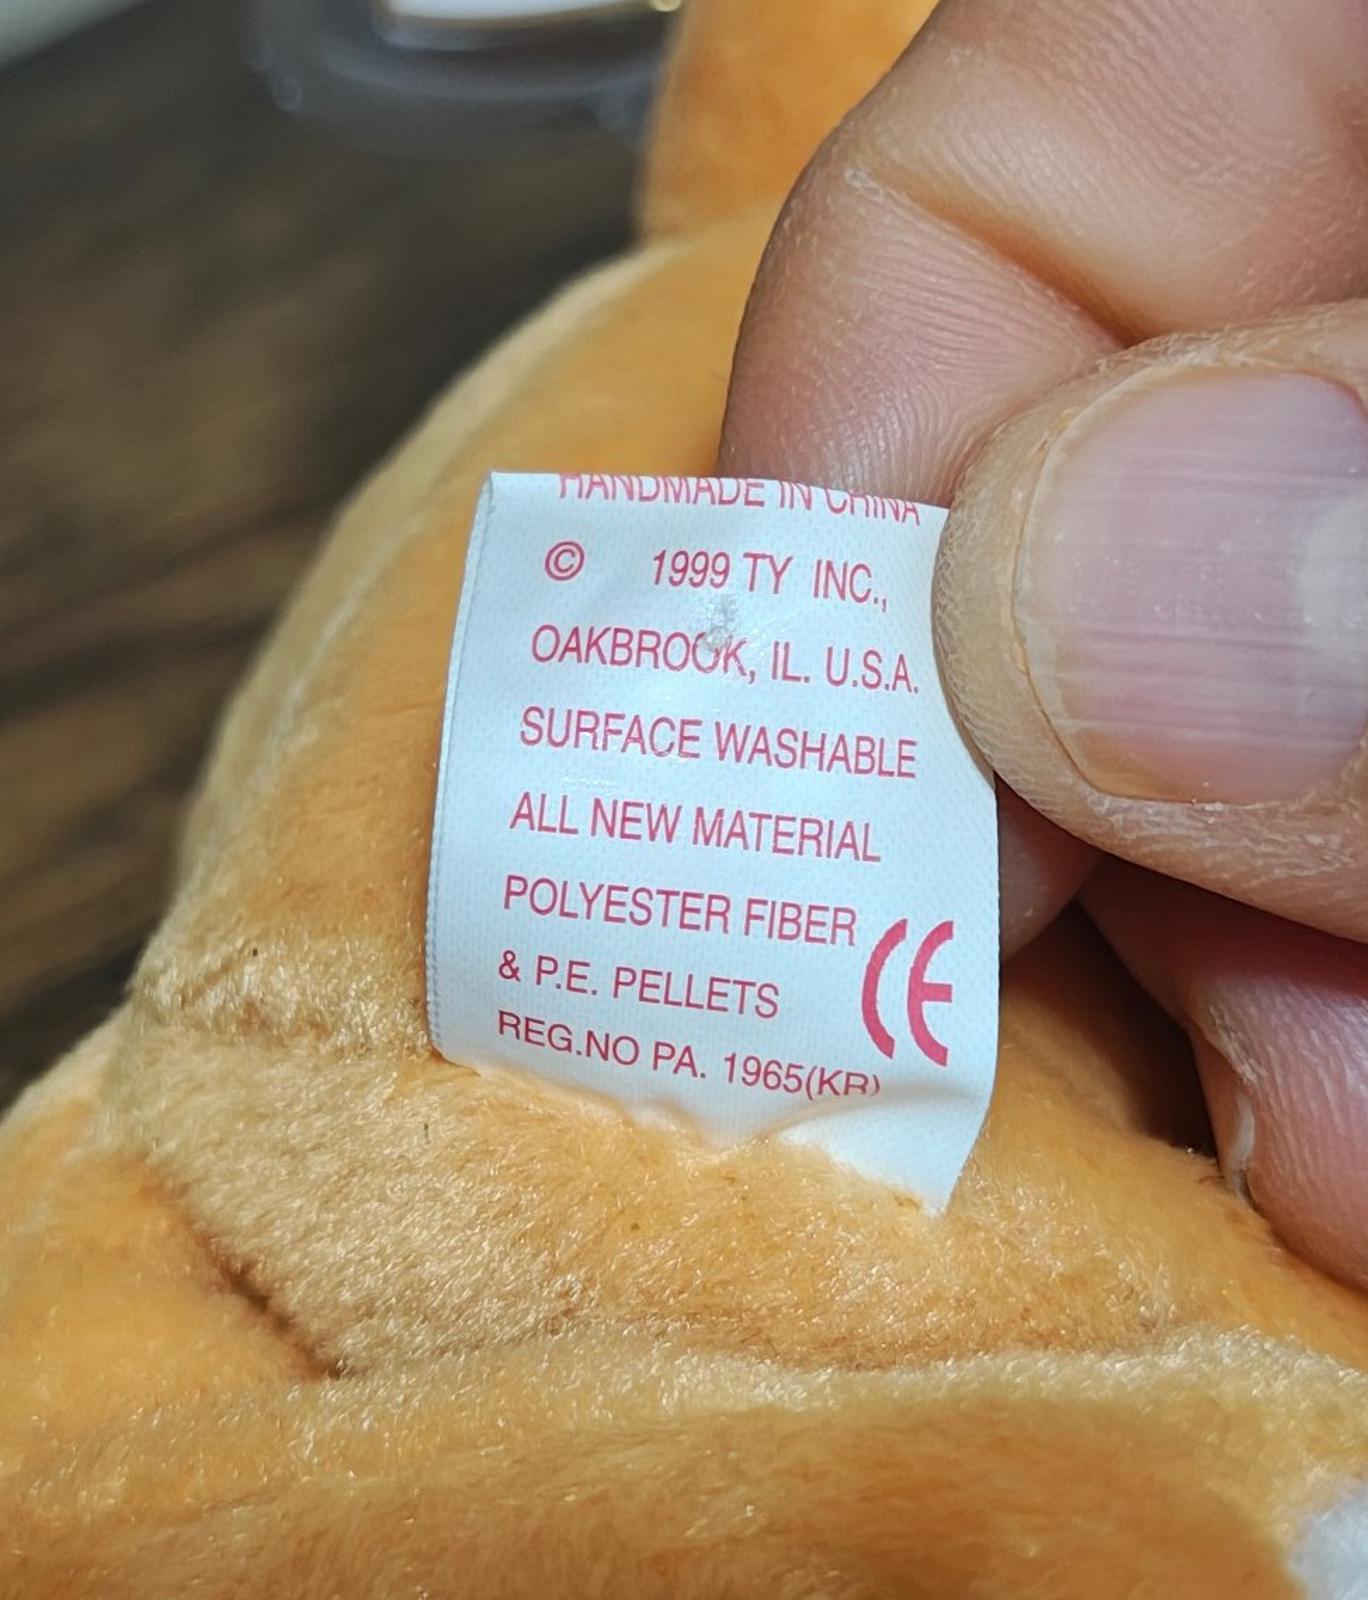 HANDMADE IN CHINA
© 1999 TY INC.,
OAKBROOK, IL. U.S.A.
SURFACE WASHABLE
ALL NEW MATERIAL
POLYESTER FIBER
& P.E. PELLETS CE
REG.NO PA. 1965(KR)